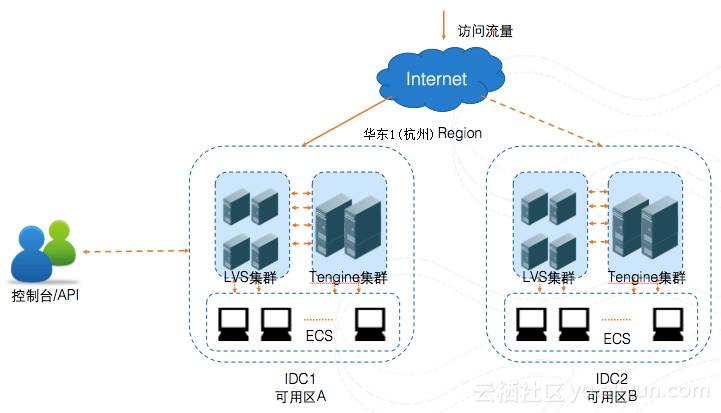 访问流量
Internet
华东1 (杭州) Region
LVS集群
Tengine集群
LVS集群
Tengine集群
控制台/API
ECS
ECS
IDC1
可用区A
IDC2
可用区B
云栖社区 yq.aliyun.com